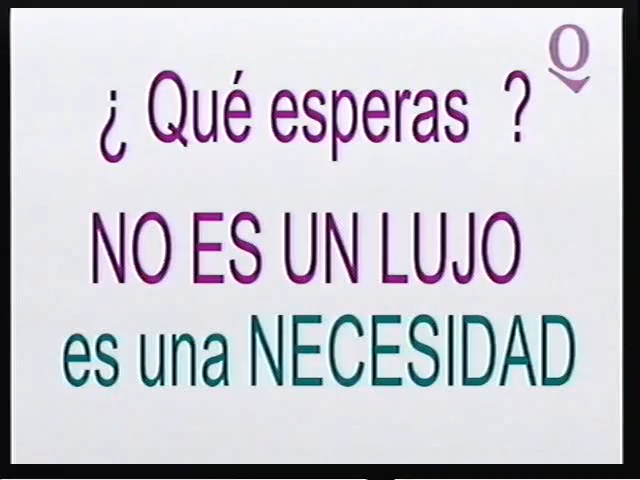 Q
¿ Qué esperas ?
NO ES UN LUJO
es una NECESIDAD